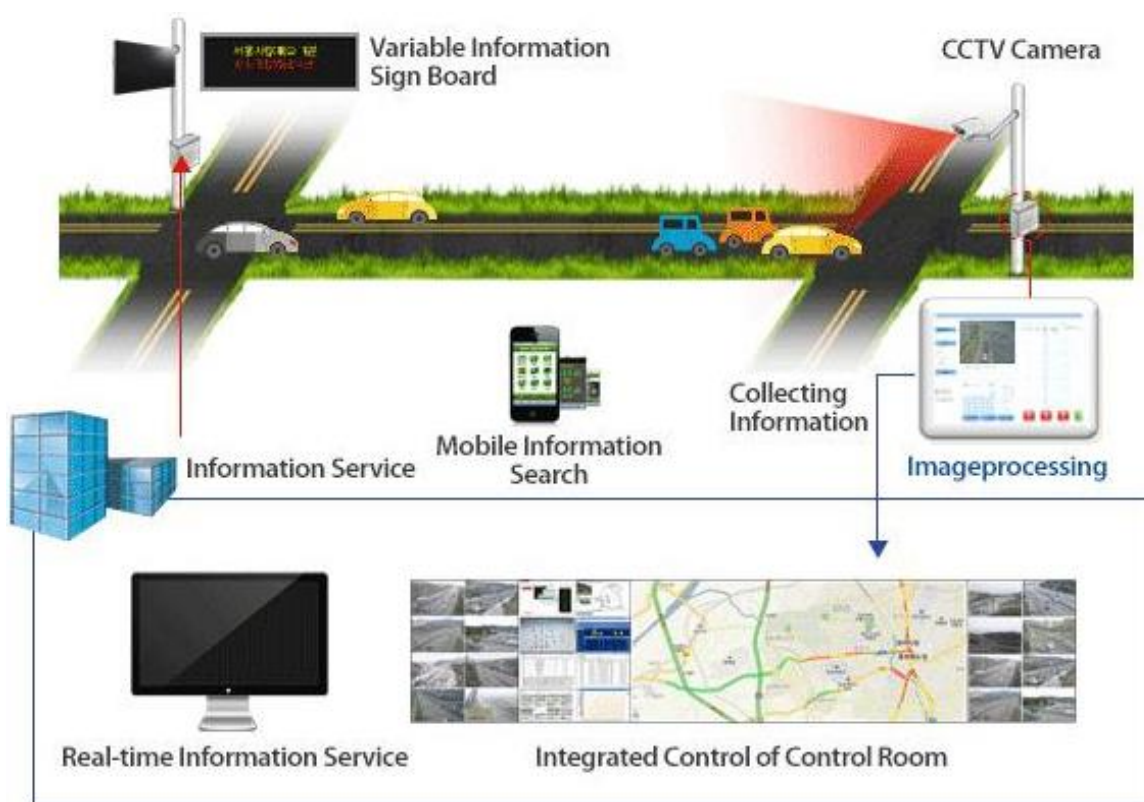 Variable Information
Sign Board
CCTV Camera
Collecting
Information
Mobile Information
Search
Information Service
Imageprocessing
Real-time Information Service
Integrated Control of Control Room